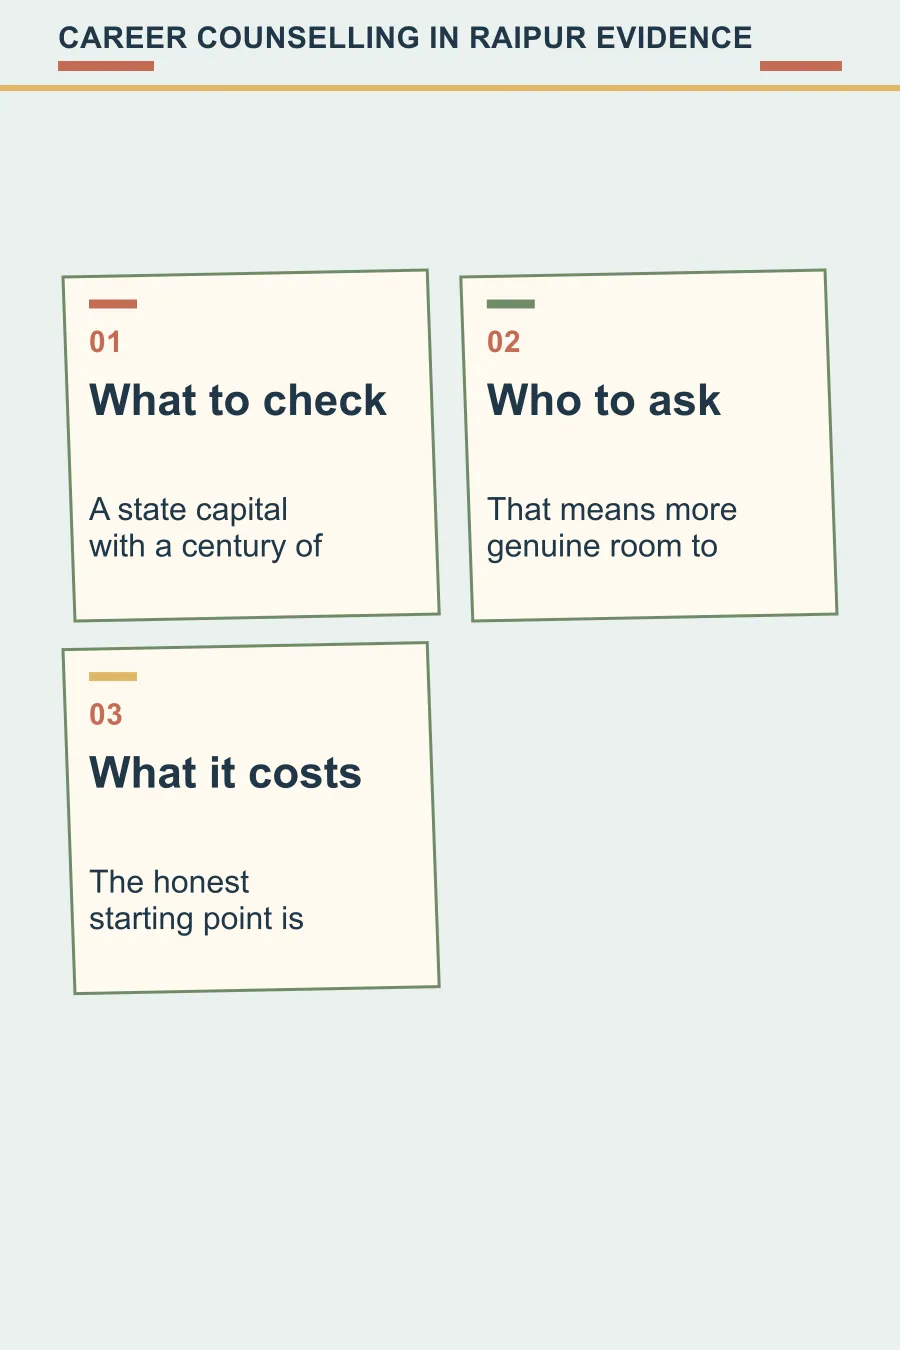 CAREER COUNSELLING IN RAIPUR EVIDENCE
01
What to check
A state capital
with a century of
02
Who to ask
That means more
genuine room to
03
What it costs
The honest
starting point is